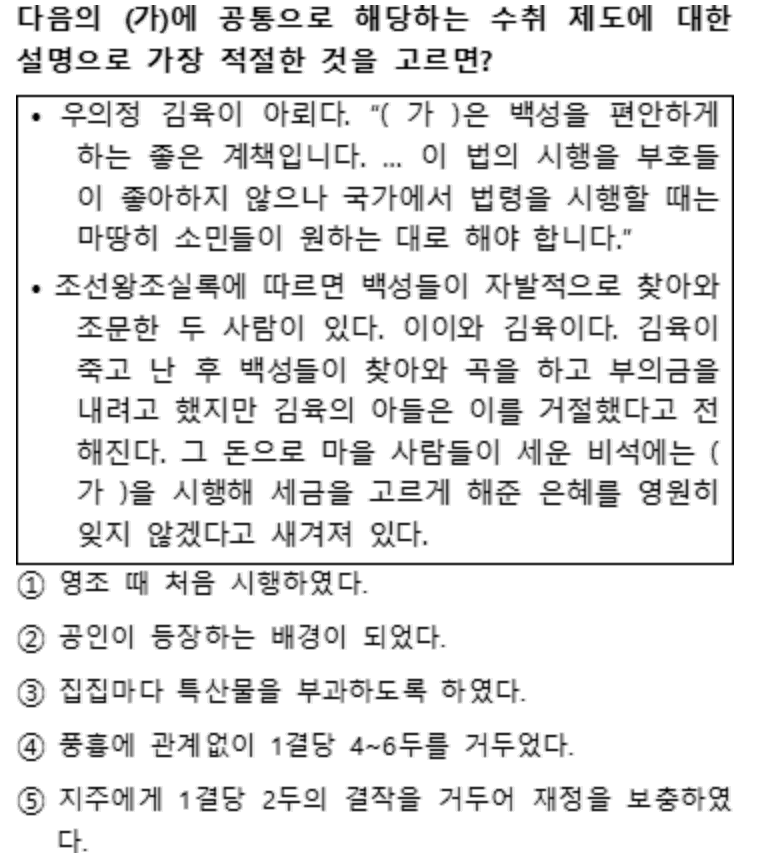 다음의 (가)에 공통으로 해당하는 수취 제도에 대한
설명으로 가장 적절한 것을 고르면?
• 우의정 김육이 아뢰다. "( 가 )은 백성을 편안하게
하는 좋은 계책입니다. ... 이 법의 시행을 부호들
이 좋아하지 않으나 국가에서 법령을 시행할 때는
마땅히 소민들이 원하는 대로 해야 합니다."
• 조선왕조실록에 따르면 백성들이 자발적으로 찾아와
조문한 두 사람이 있다. 이이와 김육이다. 김육이
죽고 난 후 백성들이 찾아와 곡을 하고 부의금을
내려고 했지만 김육의 아들은 이를 거절했다고 전
해진다. 그 돈으로 마을 사람들이 세운 비석에는 (
가 )을 시행해 세금을 고르게 해준 은혜를 영원히
잊지 않겠다고 새겨져 있다.
① 영조 때 처음 시행하였다.
② 공인이 등장하는 배경이 되었다.
③ 집집마다 특산물을 부과하도록 하였다.
④ 풍흉에 관계없이 1결당 4~6두를 거두었다.
⑤ 지주에게 1결당 2두의 결작을 거두어 재정을 보충하였
다.